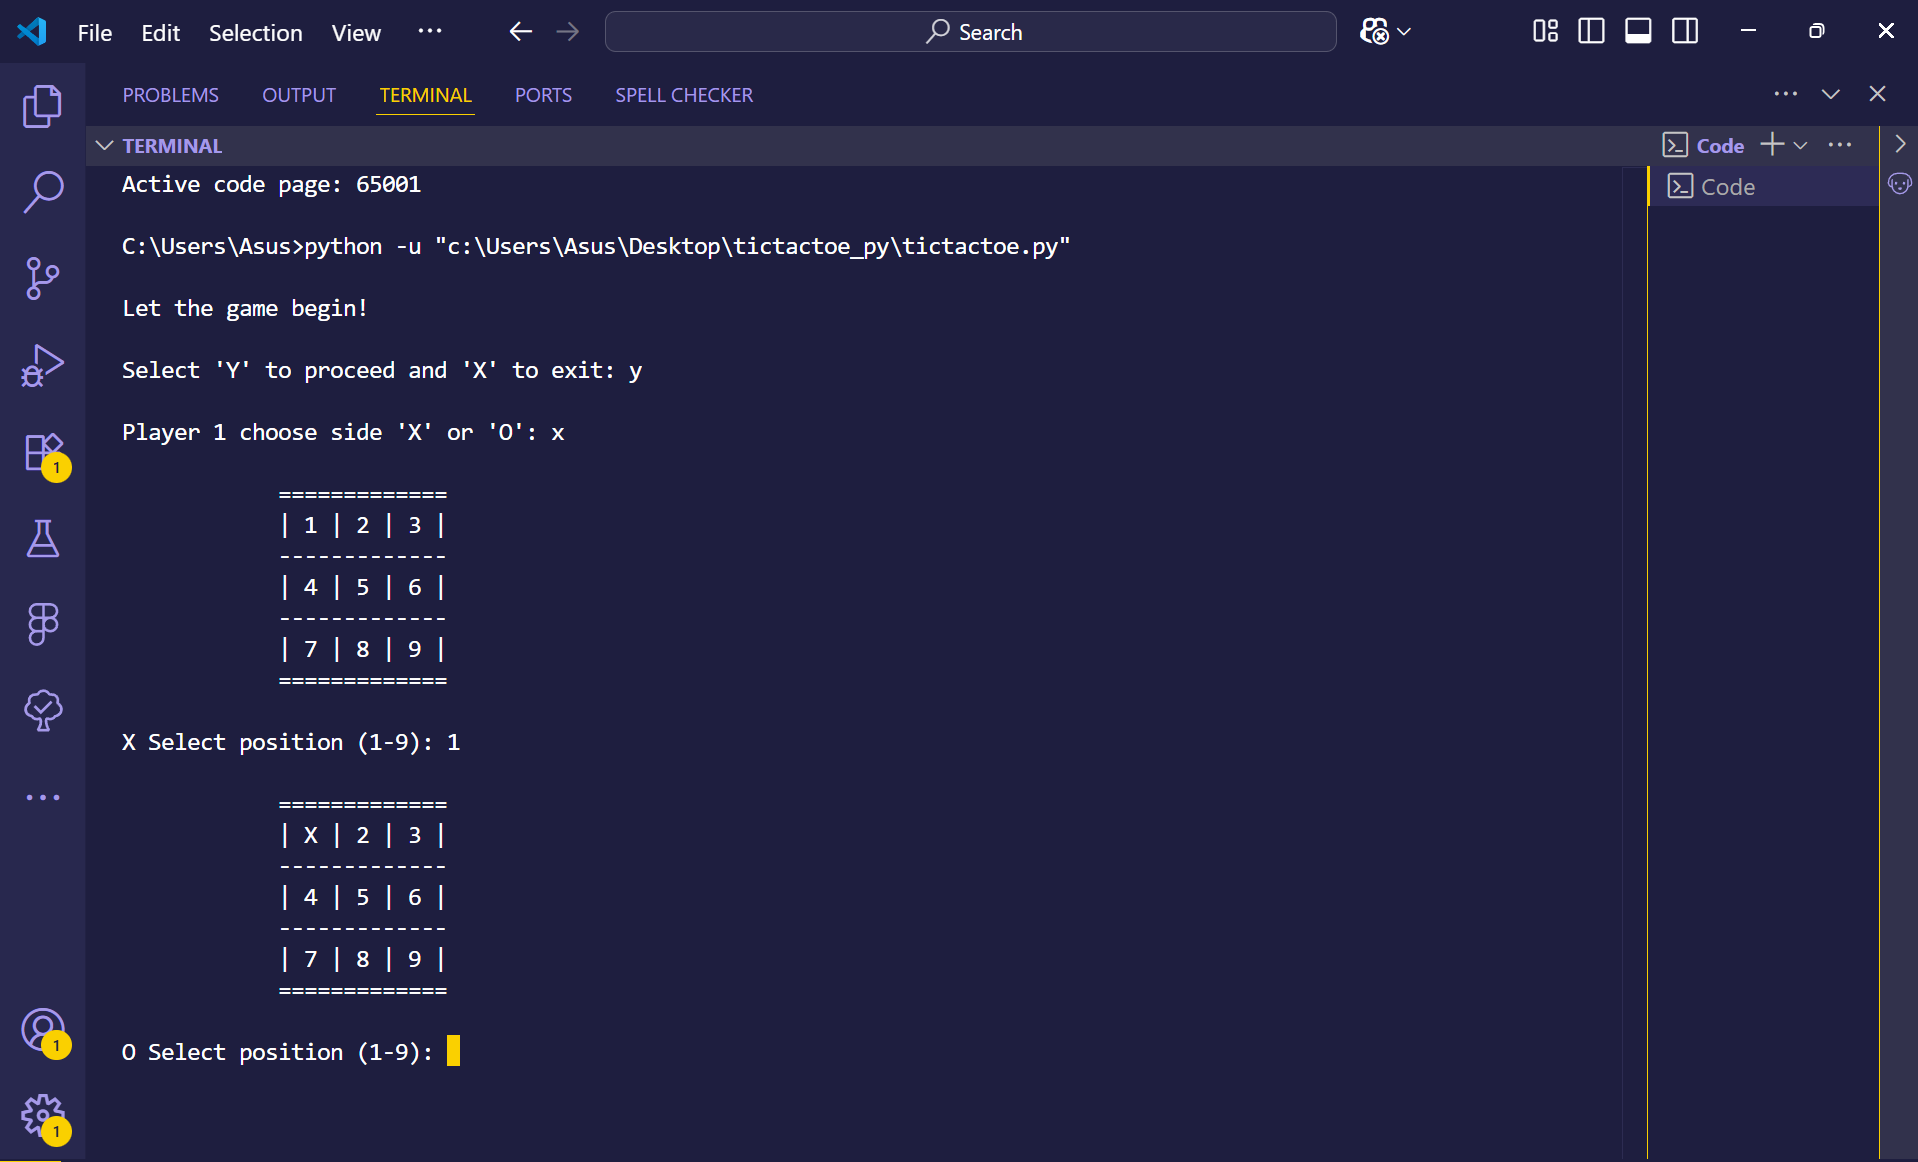 File Edit Selection View ··· Search
PROBLEMS OUTPUT TERMINAL PORTS SPELL CHECKER
TERMINAL
Code
Code
Active code page: 65001
C:\Users\Asus>python -u "c:\Users\Asus\Desktop\tictactoe_py\tictactoe.py"
Let the game begin!
Select 'Y' to proceed and 'X' to exit: y
Player 1 choose side 'X' or 'O': x
=============
| 1 | 2 | 3 |
-------------
| 4 | 5 | 6 |
-------------
| 7 | 8 | 9 |
=============
X Select position (1-9): 1
=============
| X | 2 | 3 |
-------------
| 4 | 5 | 6 |
-------------
| 7 | 8 | 9 |
=============
O Select position (1-9):
1
1
1